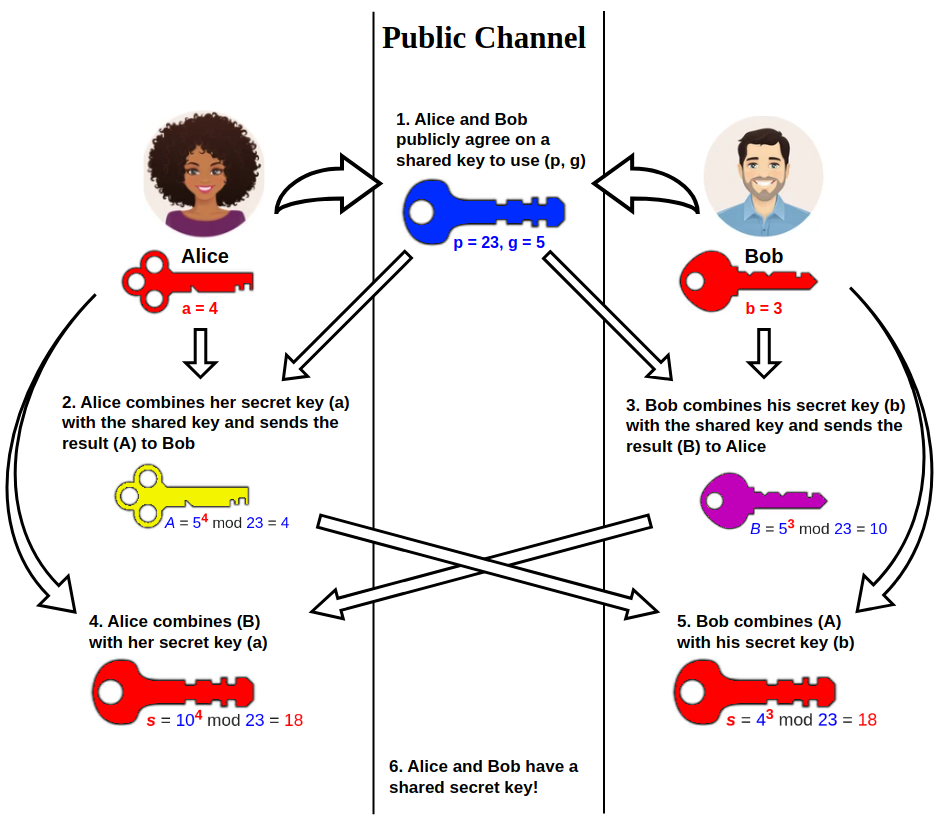 Public Channel
1. Alice and Bob
publicly agree on a
shared key to use (p, g)
p = 23, g = 5
Alice
a = 4
Bob
b = 3
2. Alice combines her secret key (a)
with the shared key and sends the
result (A) to Bob
A = 5⁴ mod 23 = 4
3. Bob combines his secret key (b)
with the shared key and sends the
result (B) to Alice
B = 5³ mod 23 = 10
4. Alice combines (B)
with her secret key (a)
s = 10⁴ mod 23 = 18
5. Bob combines (A)
with his secret key (b)
s = 4³ mod 23 = 18
6. Alice and Bob have a
shared secret key!